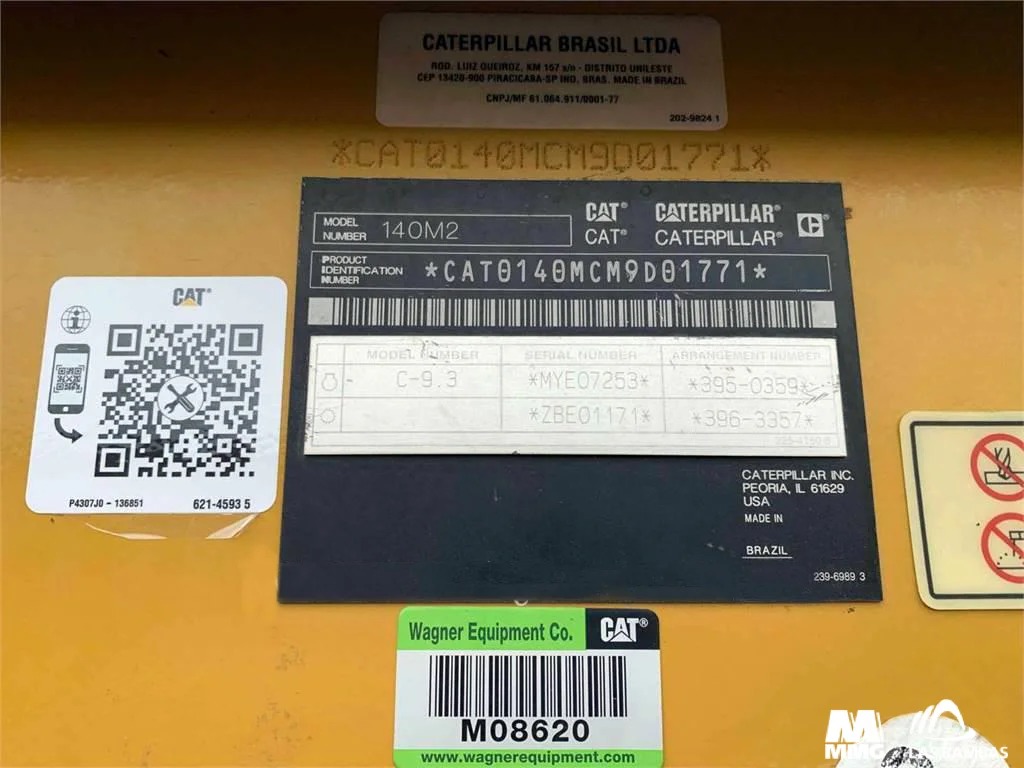 CATERPILLAR BRASIL LTDA
ROD. LUIZ QUEIROZ, KM 157 s/n - DISTRITO UNILESTE
CEP 13420-900 PIRACICABA-SP IND. BRAS. MADE IN BRAZIL
CNPJ/MF 61.064.911/0001-77
202-9824 1
*CAT0140MCM9D01771*
MODEL NUMBER 140M2
CAT® CATERPILLAR®
CAT® CATERPILLAR®
PRODUCT IDENTIFICATION NUMBER *CAT0140MCM9D01771*
MODEL NUMBER SERIAL NUMBER ARRANGEMENT NUMBER
- C-9.3 *MYE07253* *395-0359*
*ZBE01171* *396-3357*
CATERPILLAR INC.
PEORIA, IL 61629
USA
MADE IN
BRAZIL
239-6989 3
CAT®
P4307J0 - 136851 621-4593 5
Wagner Equipment Co. CAT®
M08620
www.wagnerequipment.com
M
MMG